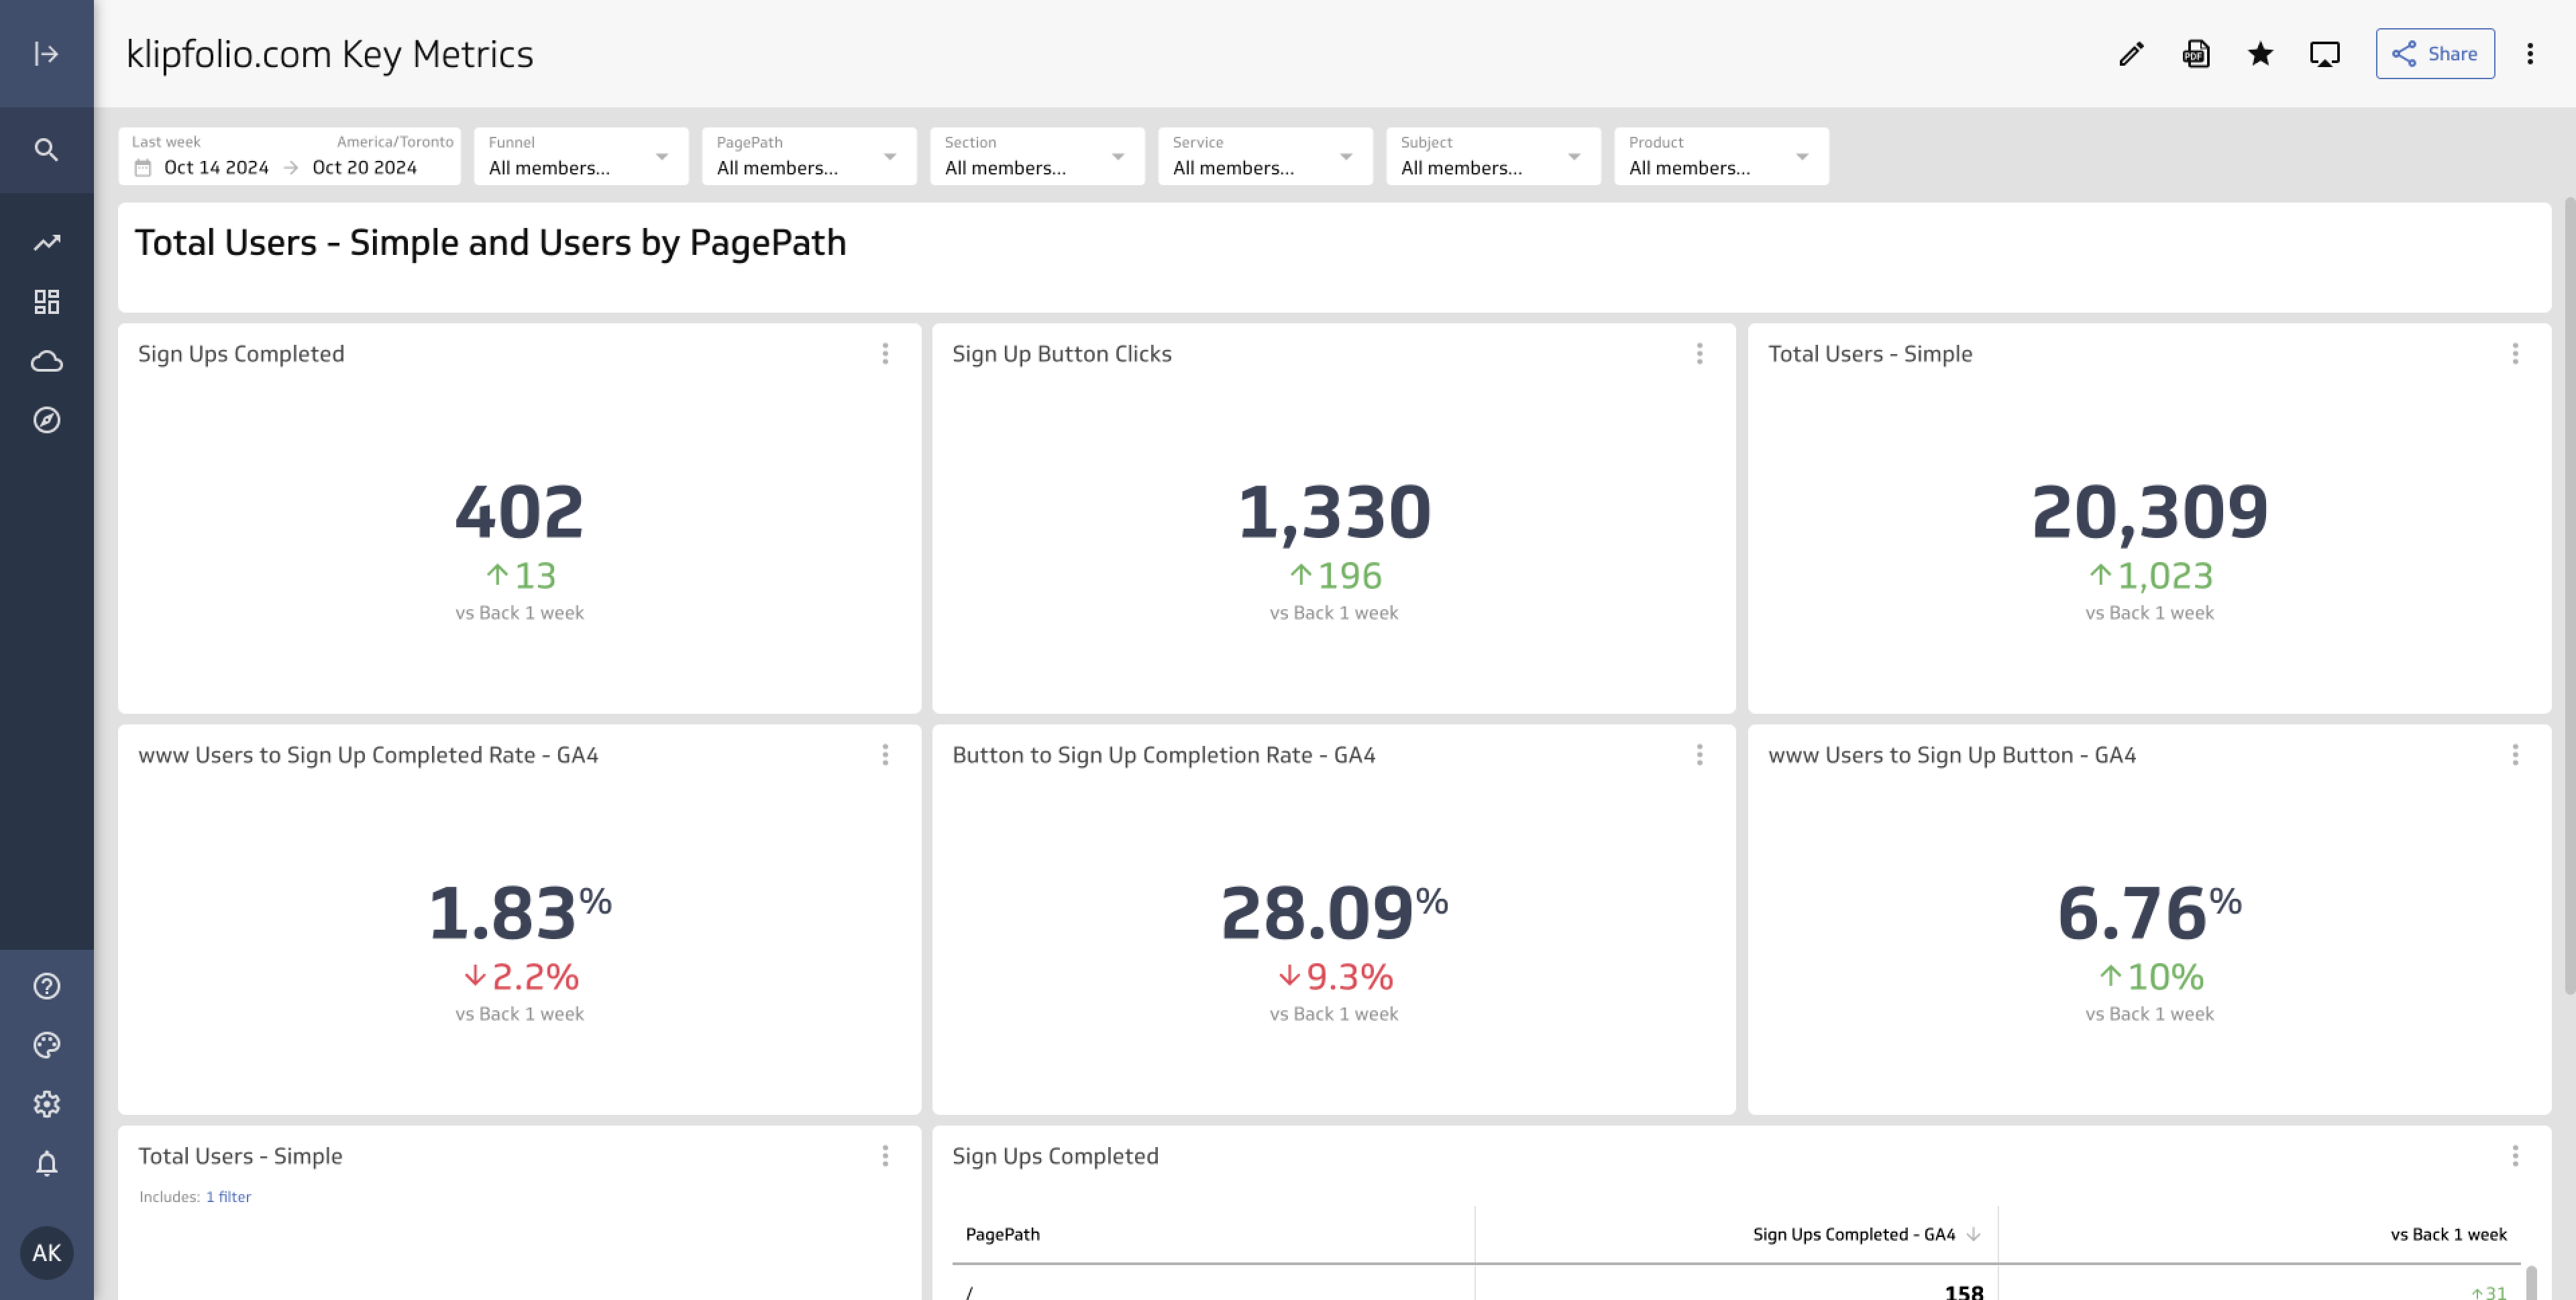 klipfolio.com Key Metrics
PDF
Share
Last week America/Toronto
Oct 14 2024 → Oct 20 2024
Funnel
All members...
PagePath
All members...
Section
All members...
Service
All members...
Subject
All members...
Product
All members...
Total Users - Simple and Users by PagePath
Sign Ups Completed
402
↑13
vs Back 1 week
Sign Up Button Clicks
1,330
↑196
vs Back 1 week
Total Users - Simple
20,309
↑1,023
vs Back 1 week
www Users to Sign Up Completed Rate - GA4
1.83%
↓2.2%
vs Back 1 week
Button to Sign Up Completion Rate - GA4
28.09%
↓9.3%
vs Back 1 week
www Users to Sign Up Button - GA4
6.76%
↑10%
vs Back 1 week
Total Users - Simple
Includes: 1 filter
Sign Ups Completed
PagePath Sign Ups Completed - GA4 ↓ vs Back 1 week
/ 158 ↑31
AK